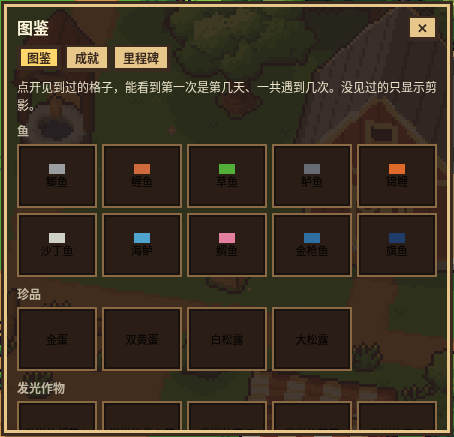 图鉴
×
图鉴 成就 里程碑
点开见到过的格子，能看到第一次是第几天、一共遇到几次。没见过的只显示剪
影。
鱼
鲫鱼 鲤鱼 草鱼 鲈鱼 锦鲤
沙丁鱼 海鲈 鲷鱼 金枪鱼 旗鱼
珍品
金蛋 双黄蛋 白松露 大松露
发光作物